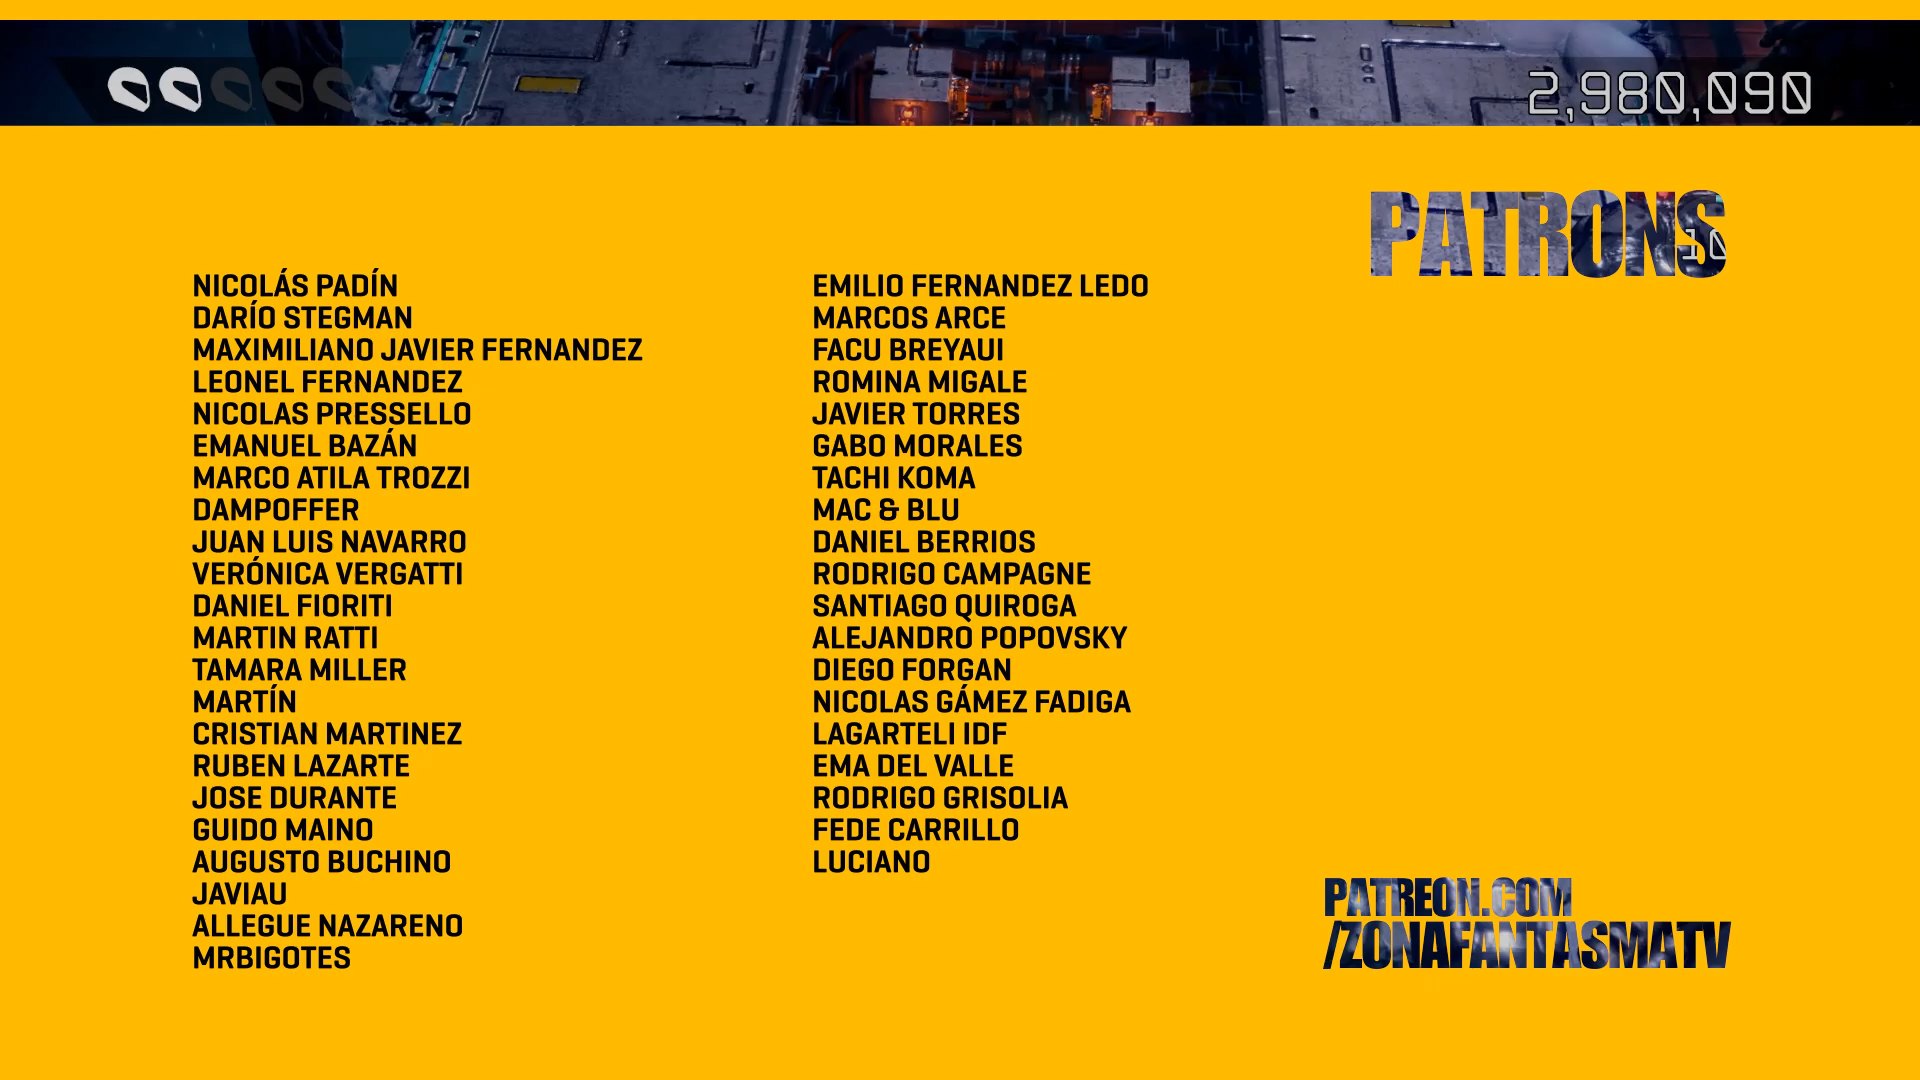 2,980,090
PATRONS
10
NICOLÁS PADÍN
DARÍO STEGMAN
MAXIMILIANO JAVIER FERNANDEZ
LEONEL FERNANDEZ
NICOLAS PRESSELLO
EMANUEL BAZÁN
MARCO ATILA TROZZI
DAMPOFFER
JUAN LUIS NAVARRO
VERÓNICA VERGATTI
DANIEL FIORITI
MARTIN RATTI
TAMARA MILLER
MARTÍN
CRISTIAN MARTINEZ
RUBEN LAZARTE
JOSE DURANTE
GUIDO MAINO
AUGUSTO BUCHINO
JAVIAU
ALLEGUE NAZARENO
MRBIGOTES
EMILIO FERNANDEZ LEDO
MARCOS ARCE
FACU BREYAUI
ROMINA MIGALE
JAVIER TORRES
GABO MORALES
TACHI KOMA
MAC & BLU
DANIEL BERRIOS
RODRIGO CAMPAGNE
SANTIAGO QUIROGA
ALEJANDRO POPOVSKY
DIEGO FORGAN
NICOLAS GÁMEZ FADIGA
LAGARTELI IDF
EMA DEL VALLE
RODRIGO GRISOLIA
FEDE CARRILLO
LUCIANO
PATREON.COM
/ZONAFANTASMATV